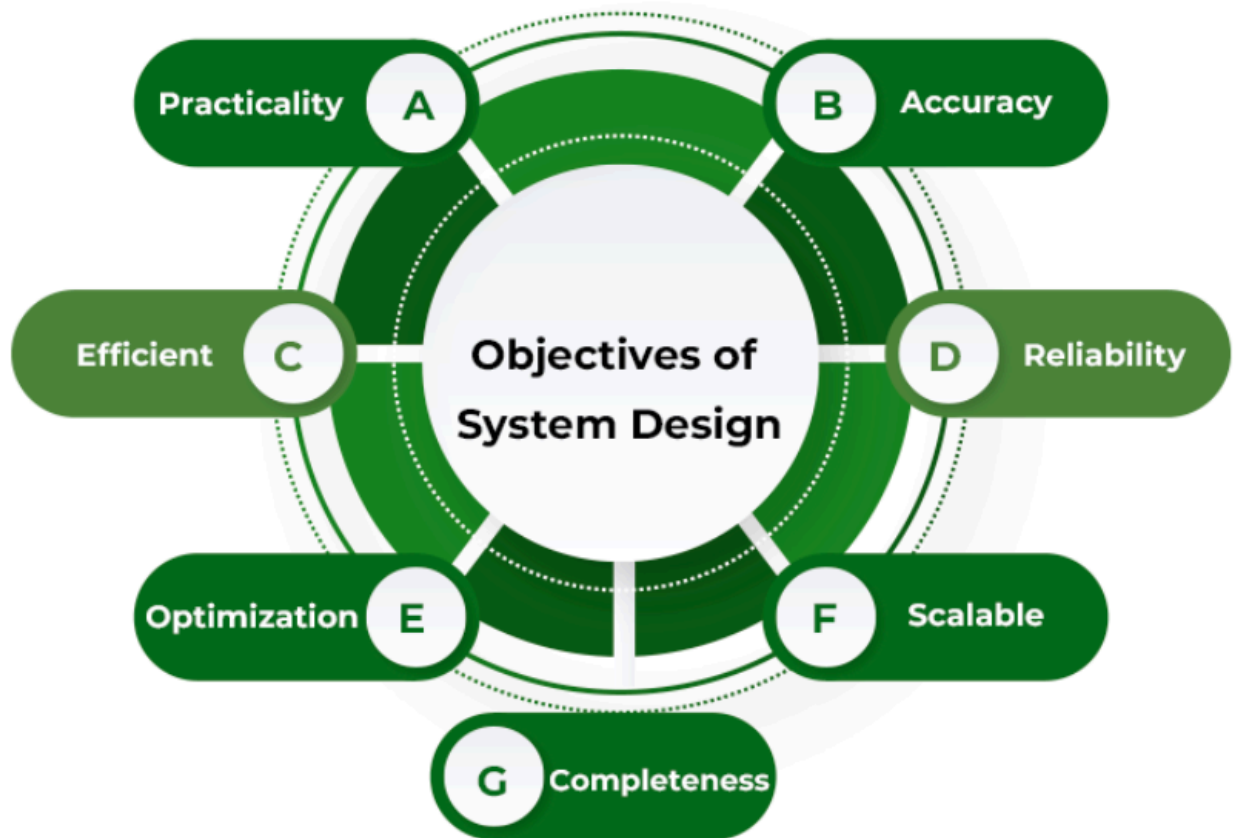 Practicality A
B Accuracy
Efficient C
Objectives of
System Design
D Reliability
Optimization E
F Scalable
G Completeness